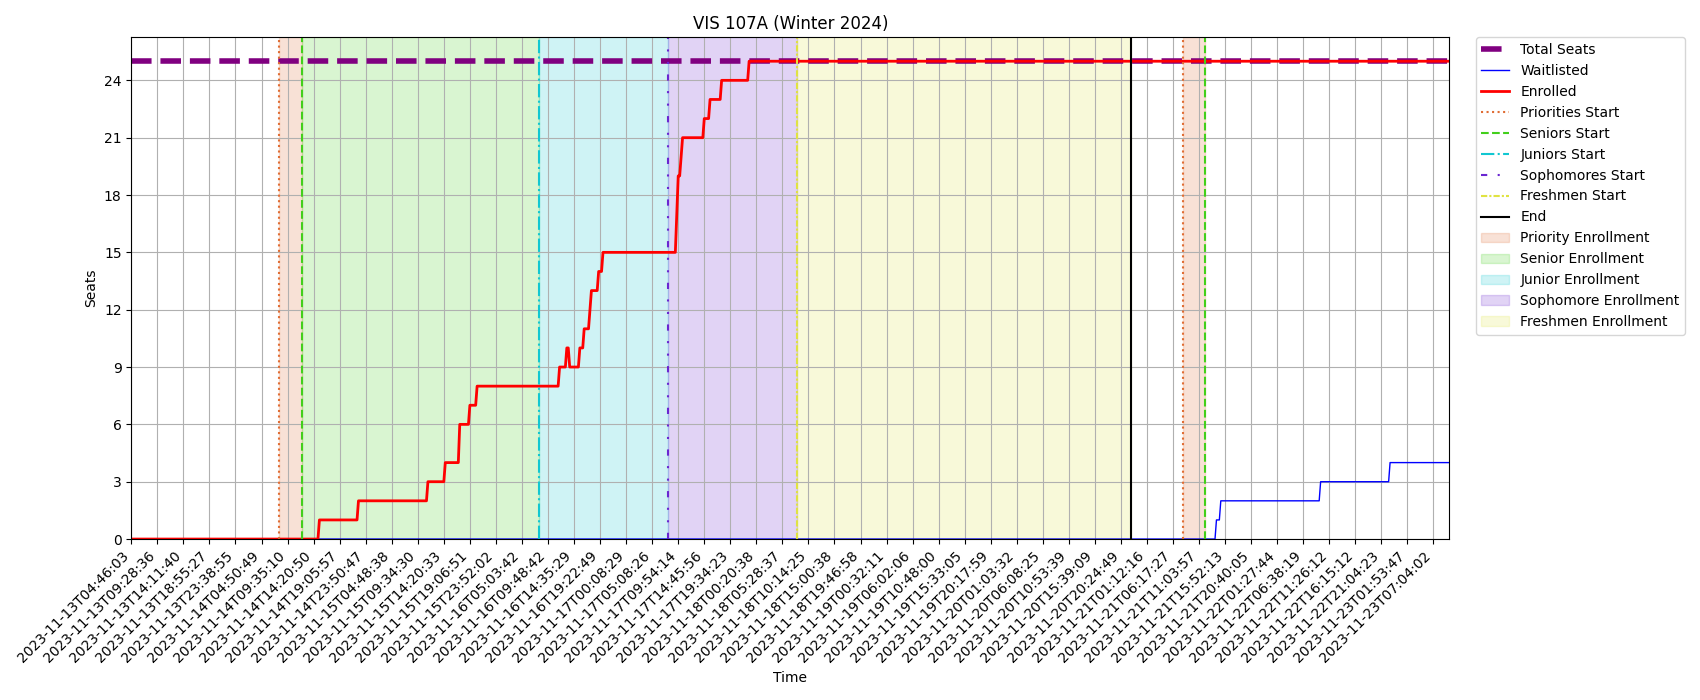 VIS 107A (Winter 2024)
Total Seats
Waitlisted
Enrolled
Priorities Start
Seniors Start
Juniors Start
Sophomores Start
Freshmen Start
End
Priority Enrollment
Senior Enrollment
Junior Enrollment
Sophomore Enrollment
Freshmen Enrollment
Seats
24
21
18
15
12
9
6
3
0
2023-11-13T04:46:03
2023-11-13T09:28:36
2023-11-13T14:11:40
2023-11-13T18:55:27
2023-11-13T23:38:55
2023-11-14T04:50:49
2023-11-14T09:35:10
2023-11-14T14:20:50
2023-11-14T19:05:57
2023-11-14T23:50:47
2023-11-15T04:48:38
2023-11-15T09:34:30
2023-11-15T14:20:33
2023-11-15T19:06:51
2023-11-15T23:52:02
2023-11-16T05:03:42
2023-11-16T09:48:42
2023-11-16T14:35:29
2023-11-16T19:22:49
2023-11-17T00:08:29
2023-11-17T05:08:26
2023-11-17T09:54:14
2023-11-17T14:45:56
2023-11-17T19:34:23
2023-11-18T00:20:38
2023-11-18T05:28:37
2023-11-18T10:14:25
2023-11-18T15:00:38
2023-11-18T19:46:58
2023-11-19T00:32:11
2023-11-19T06:02:06
2023-11-19T10:48:00
2023-11-19T15:33:05
2023-11-19T20:17:59
2023-11-20T01:03:32
2023-11-20T06:08:25
2023-11-20T10:53:39
2023-11-20T15:39:09
2023-11-20T20:24:49
2023-11-21T01:12:16
2023-11-21T06:17:27
2023-11-21T11:03:57
2023-11-21T15:52:13
2023-11-21T20:40:05
2023-11-22T01:27:44
2023-11-22T06:38:19
2023-11-22T11:26:12
2023-11-22T16:15:12
2023-11-22T21:04:23
2023-11-23T01:53:47
2023-11-23T07:04:02
Time